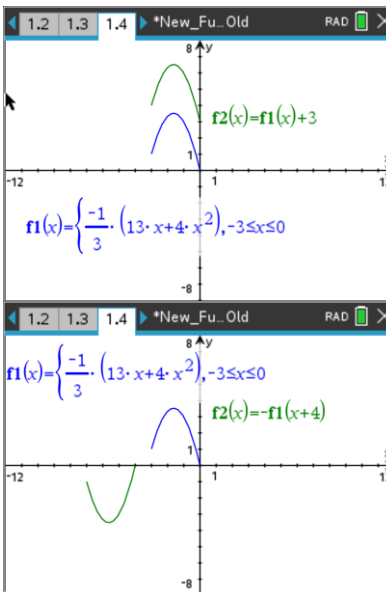 1.2 1.3 1.4 *New_Fu…Old RAD
8 y
f2(x)=f1(x)+3
1
-12 1
f1(x)={-1/3·(13·x+4·x²),-3≤x≤0
-8
1.2 1.3 1.4 *New_Fu…Old RAD
8 y
f1(x)={-1/3·(13·x+4·x²),-3≤x≤0
f2(x)=-f1(x+4)
1
-12 1
-8